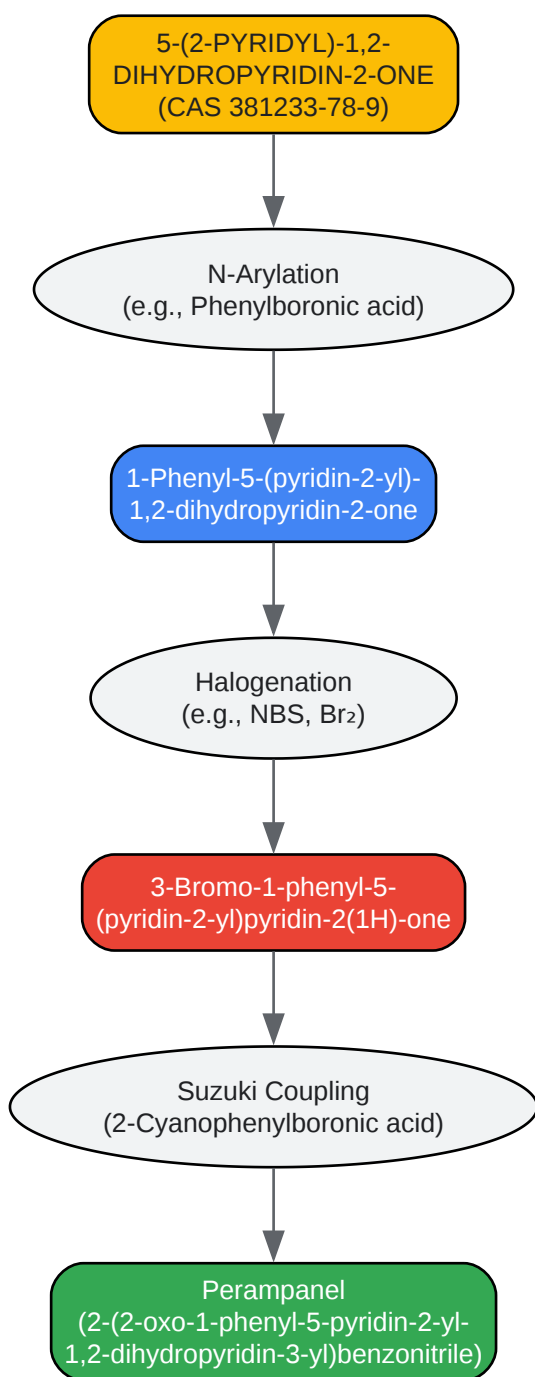 5-(2-PYRIDYL)-1,2-
DIHYDROPYRIDIN-2-ONE
(CAS 381233-78-9)
N-Arylation
(e.g., Phenylboronic acid)
1-Phenyl-5-(pyridin-2-yl)-
1,2-dihydropyridin-2-one
Halogenation
(e.g., NBS, Br₂)
3-Bromo-1-phenyl-5-
(pyridin-2-yl)pyridin-2(1H)-one
Suzuki Coupling
(2-Cyanophenylboronic acid)
Perampanel
(2-(2-oxo-1-phenyl-5-pyridin-2-yl-
1,2-dihydropyridin-3-yl)benzonitrile)